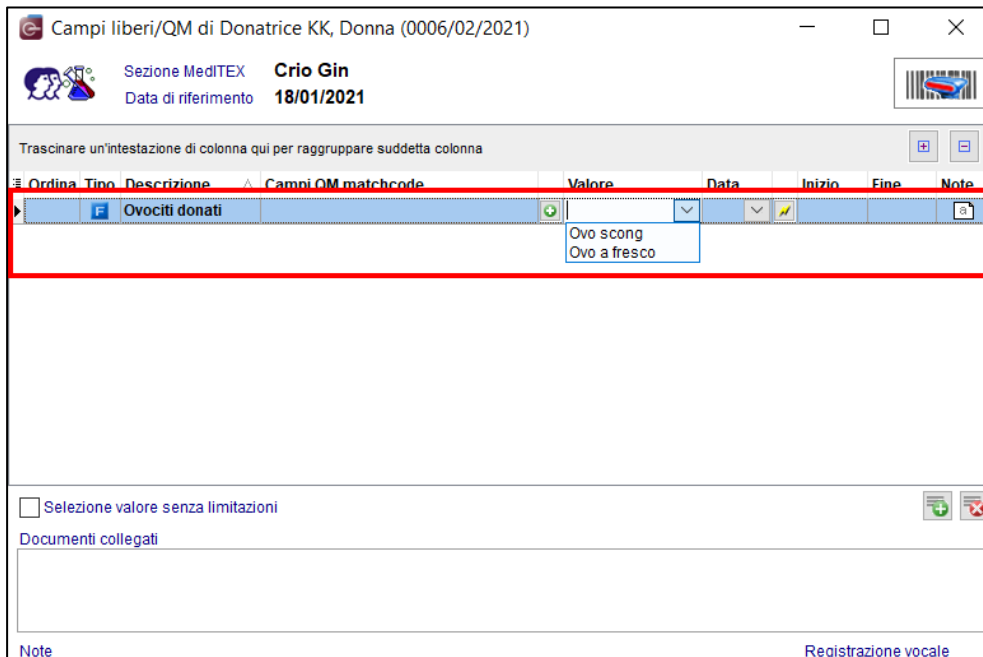 Campi liberi/QM di Donatrice KK, Donna (0006/02/2021)
Sezione MedITEX Crio Gin
Data di riferimento 18/01/2021
Trascinare un'intestazione di colonna qui per raggruppare suddetta colonna
Ordina Tipo Descrizione Campi QM matchcode Valore Data Inizio Fine Note
F Ovociti donati a
Ovo scong
Ovo a fresco
Selezione valore senza limitazioni
Documenti collegati
Note Registrazione vocale